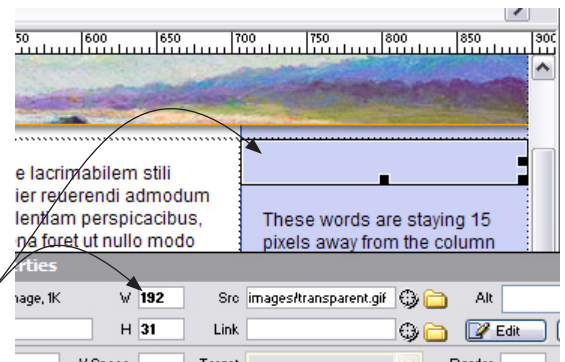 50 600 650 700 750 800 850 900
e lacrimabilem stili
ier reuerendi admodum
lentiam perspicacibus,
na foret ut nullo modo
These words are staying 15
pixels away from the column
erties
nage, 1K W 192 Src images/transparent.gif Alt
H 31 Link Edit
V Space Target Border